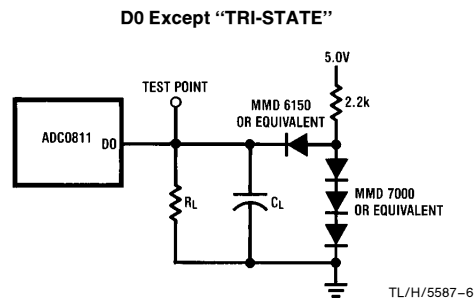 D0 Except “TRI-STATE”
5.0V
TEST POINT
2.2k
MMD 6150
OR EQUIVALENT
ADC0811
D0
MMD 7000
OR EQUIVALENT
RL
CL
TL/H/5587–6